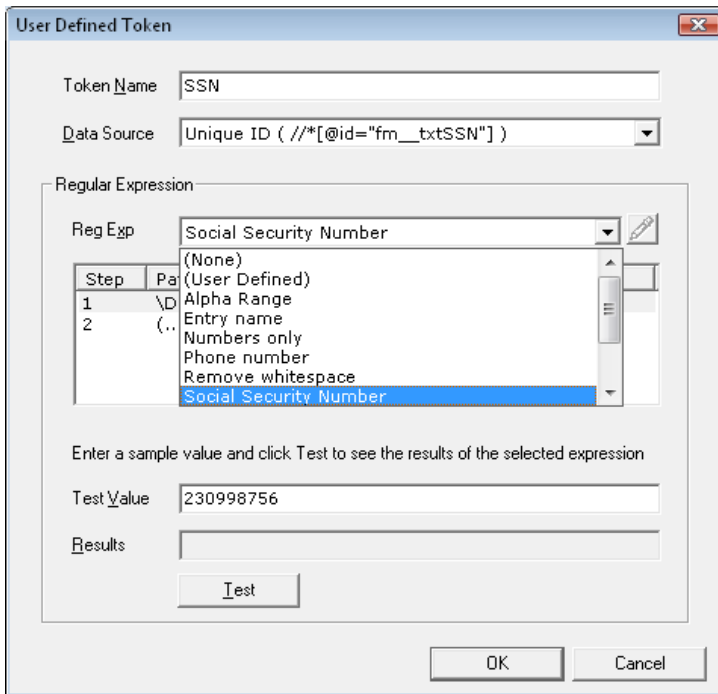 User Defined Token
Token Name SSN
Data Source Unique ID ( //*[@id="fm__txtSSN"] )
Regular Expression
Reg Exp Social Security Number
(None)
Step Pa (User Defined)
1 \D Alpha Range
Entry name
2 (.. Numbers only
Phone number
Remove whitespace
Social Security Number
Enter a sample value and click Test to see the results of the selected expression
Test Value 230998756
Results
Test
OK Cancel